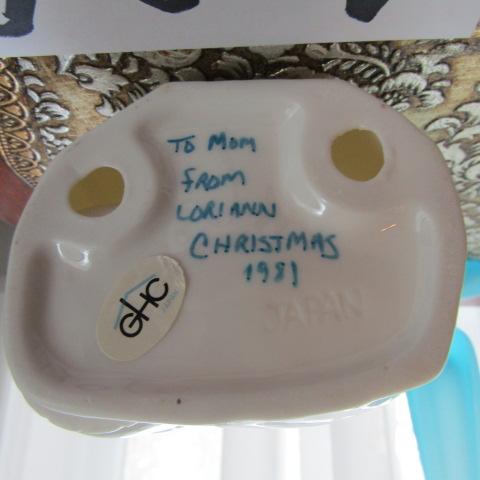 To Mom
FROM
LORIANN
CHRISTMAS
1981
GHC
JAPAN